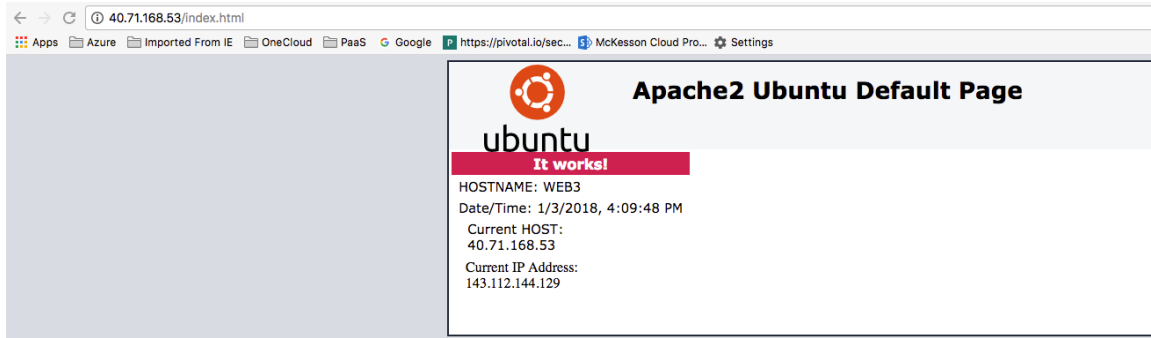 40.71.168.53/index.html
Apps Azure Imported From IE OneCloud PaaS G Google P https://pivotal.io/sec... McKesson Cloud Pro... Settings
Apache2 Ubuntu Default Page
ubuntu
It works!
HOSTNAME: WEB3
Date/Time: 1/3/2018, 4:09:48 PM
Current HOST:
40.71.168.53
Current IP Address:
143.112.144.129